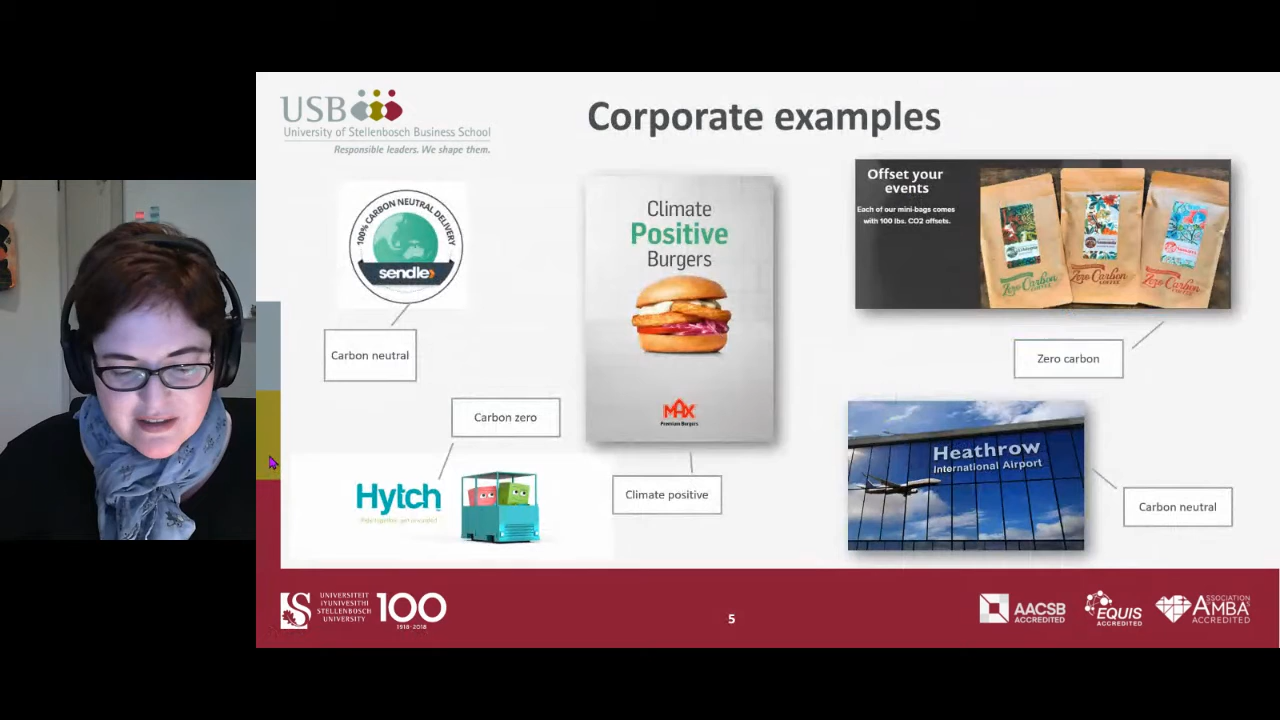 USB
University of Stellenbosch Business School
Responsible leaders. We shape them.
Corporate examples
100% CARBON NEUTRAL DELIVERY
sendle
Carbon neutral
Climate
Positive
Burgers
MAX
Premium Burgers
Climate positive
Offset your
events
Each of our mini-bags comes
with 100 lbs. CO2 offsets.
Zero Carbon
COFFEE
Zero Carbon
COFFEE
Zero Carbon
COFFEE
Zero carbon
Carbon zero
Hytch
Heathrow
International Airport
Carbon neutral
UNIVERSITEIT
IYUNIVESITHI
STELLENBOSCH
UNIVERSITY
100
1918-2018
5
AACSB
ACCREDITED
EQUIS
ACCREDITED
ASSOCIATION
AMBA
ACCREDITED